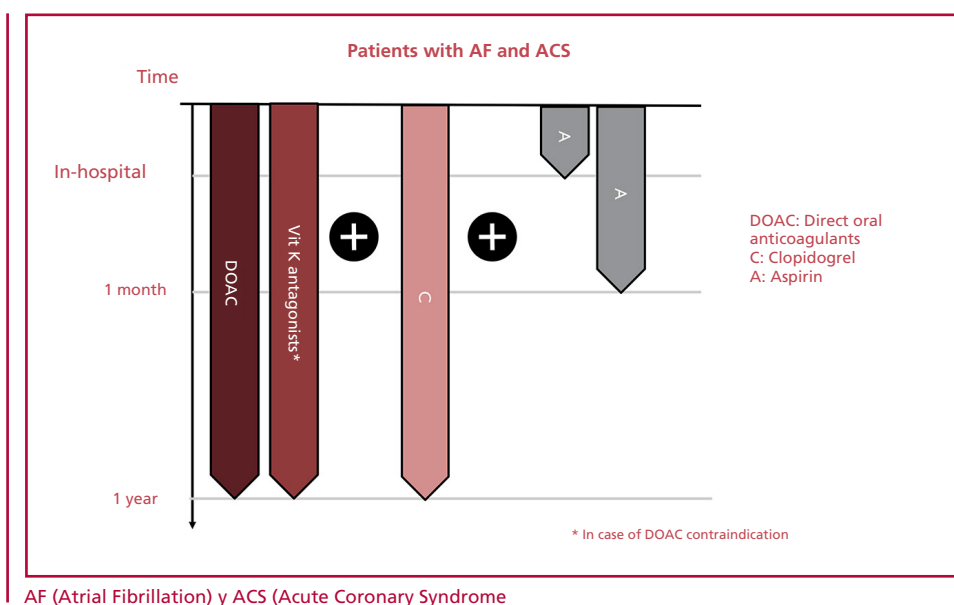 Patients with AF and ACS
Time
In-hospital
1 month
1 year
DOAC
Vit K antagonists*
+
C
+
A
A
DOAC: Direct oral
anticoagulants
C: Clopidogrel
A: Aspirin
* In case of DOAC contraindication
AF (Atrial Fibrillation) y ACS (Acute Coronary Syndrome